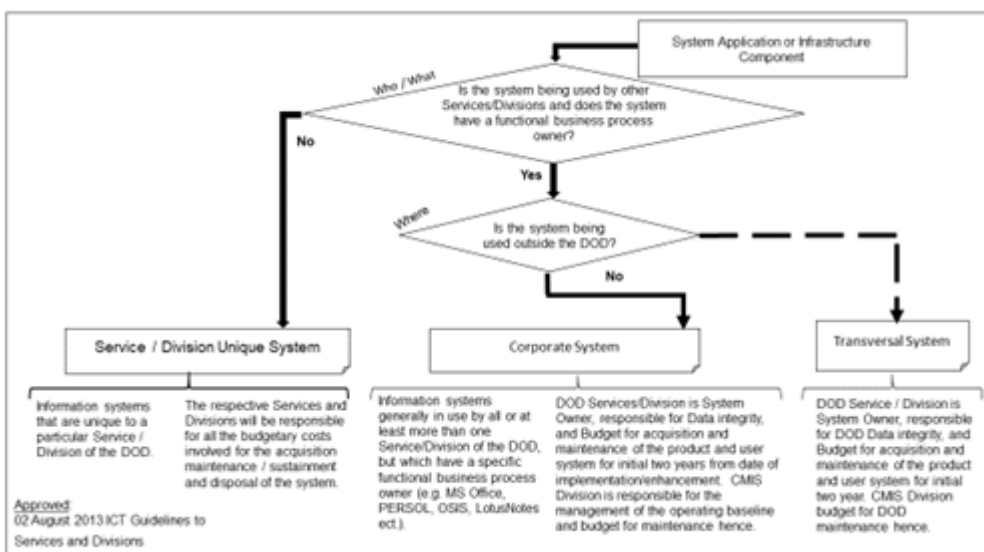 System Application or Infrastructure
Component
Who / What
Is the system being used by other
Services/Divisions and does the system
have a functional business process
owner?
No
Yes
Where
Is the system being
used outside the DOD?
No
Service / Division Unique System
Corporate System
Transversal System
Information systems
that are unique to a
particular Service /
Division of the DOD.
The respective Services and
Divisions will be responsible
for all the budgetary costs
involved for the acquisition
maintenance / sustainment
and disposal of the system.
Information systems
generally in use by all or at
least more than one
Service/Division of the DOD,
but which have a specific
functional business process
owner (e.g. MS Office,
PERSOL, OSIS, LotusNotes
ect.).
DOD Services/Division is System
Owner, responsible for Data integrity,
and Budget for acquisition and
maintenance of the product and user
system for initial two years from date of
implementation/enhancement. CMIS
Division is responsible for the
management of the operating baseline
and budget for maintenance hence.
DOD Service / Division is
System Owner, responsible
for DOD Data integrity, and
Budget for acquisition and
maintenance of the product
and user system for initial
two year. CMIS Division
budget for DOD
maintenance hence.
Approved:
02 August 2013 ICT Guidelines to
Services and Divisions